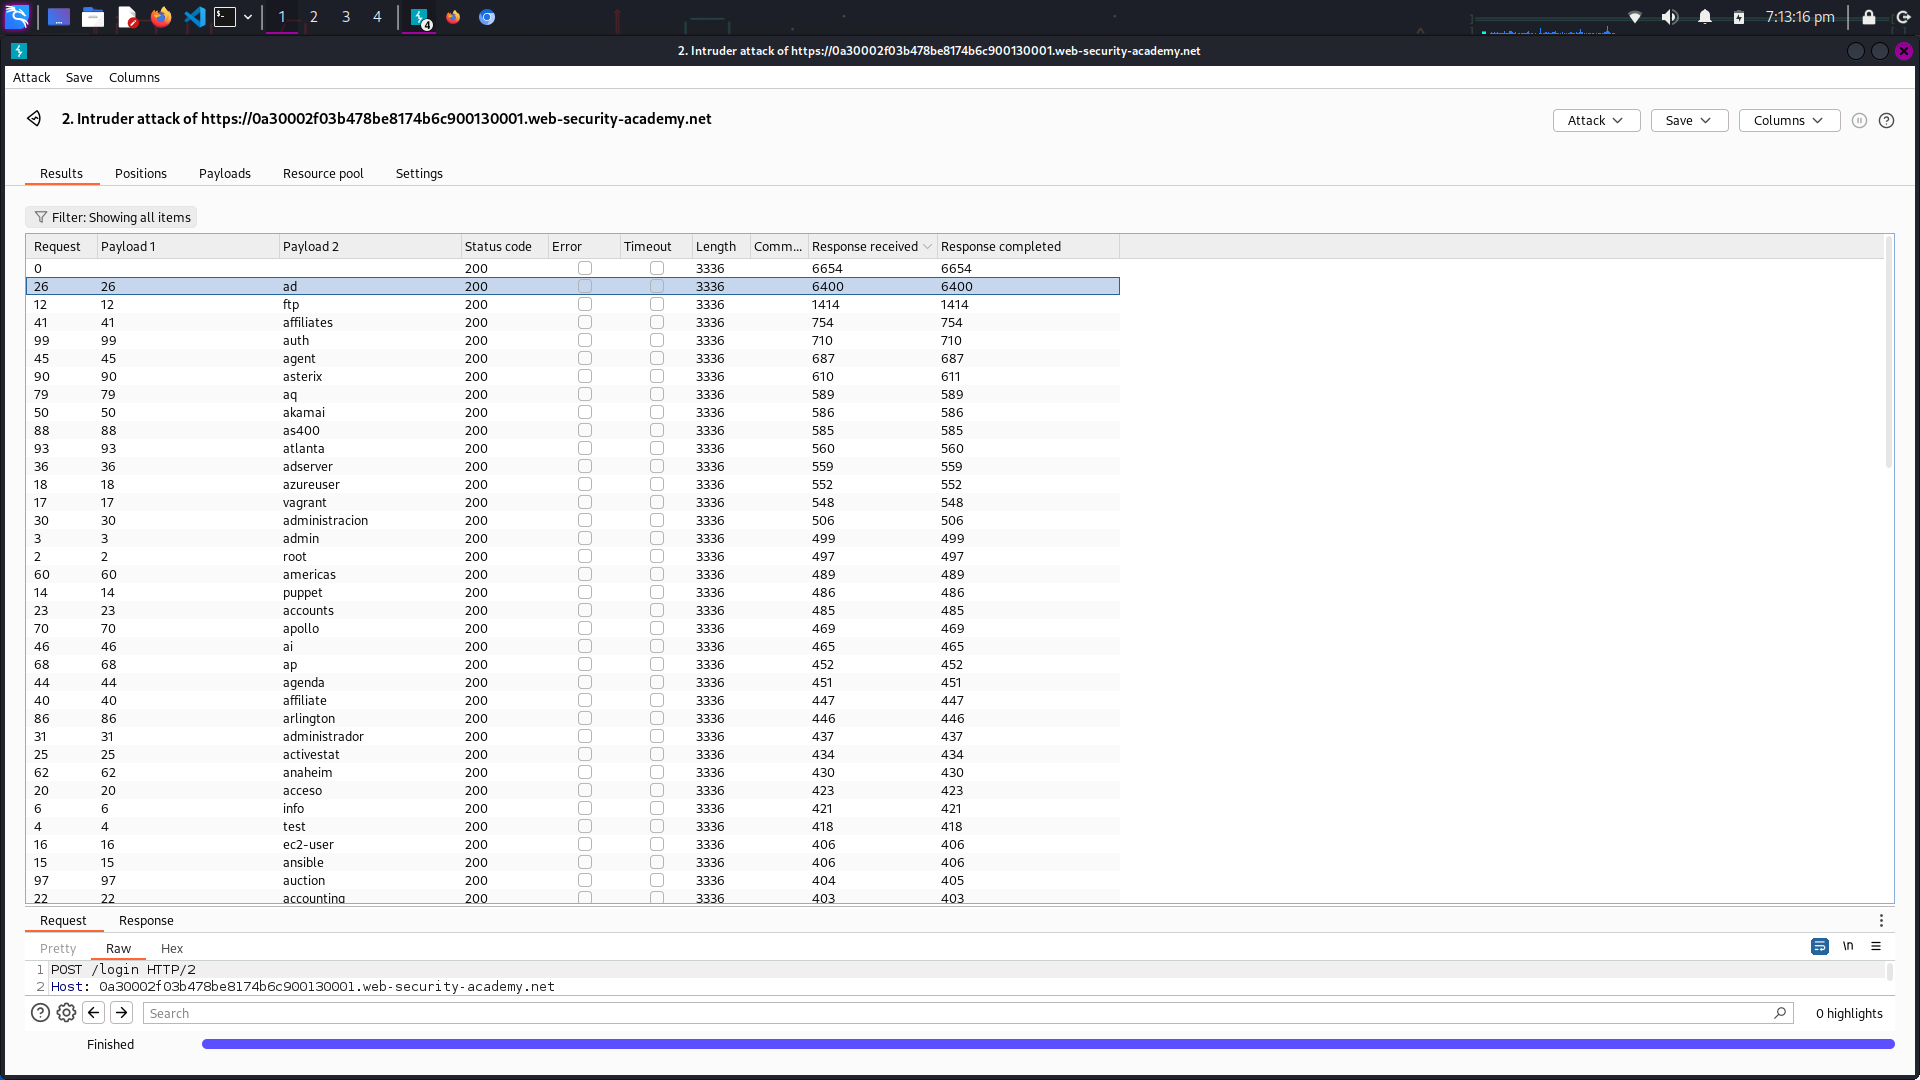 1 2 3 4 4 7:13:16 pm
2. Intruder attack of https://0a30002f03b478be8174b6c900130001.web-security-academy.net
Attack Save Columns
2. Intruder attack of https://0a30002f03b478be8174b6c900130001.web-security-academy.net Attack Save Columns
Results Positions Payloads Resource pool Settings
Filter: Showing all items
Request Payload 1 Payload 2 Status code Error Timeout Length Comm... Response received Response completed
0 200 3336 6654 6654
26 26 ad 200 3336 6400 6400
12 12 ftp 200 3336 1414 1414
41 41 affiliates 200 3336 754 754
99 99 auth 200 3336 710 710
45 45 agent 200 3336 687 687
90 90 asterix 200 3336 610 611
79 79 aq 200 3336 589 589
50 50 akamai 200 3336 586 586
88 88 as400 200 3336 585 585
93 93 atlanta 200 3336 560 560
36 36 adserver 200 3336 559 559
18 18 azureuser 200 3336 552 552
17 17 vagrant 200 3336 548 548
30 30 administracion 200 3336 506 506
3 3 admin 200 3336 499 499
2 2 root 200 3336 497 497
60 60 americas 200 3336 489 489
14 14 puppet 200 3336 486 486
23 23 accounts 200 3336 485 485
70 70 apollo 200 3336 469 469
46 46 ai 200 3336 465 465
68 68 ap 200 3336 452 452
44 44 agenda 200 3336 451 451
40 40 affiliate 200 3336 447 447
86 86 arlington 200 3336 446 446
31 31 administrador 200 3336 437 437
25 25 activestat 200 3336 434 434
62 62 anaheim 200 3336 430 430
20 20 acceso 200 3336 423 423
6 6 info 200 3336 421 421
4 4 test 200 3336 418 418
16 16 ec2-user 200 3336 406 406
15 15 ansible 200 3336 406 406
97 97 auction 200 3336 404 405
22 22 accounting 200 3336 403 403
Request Response
Pretty Raw Hex \n
1 POST /login HTTP/2
2 Host: 0a30002f03b478be8174b6c900130001.web-security-academy.net
Search 0 highlights
Finished